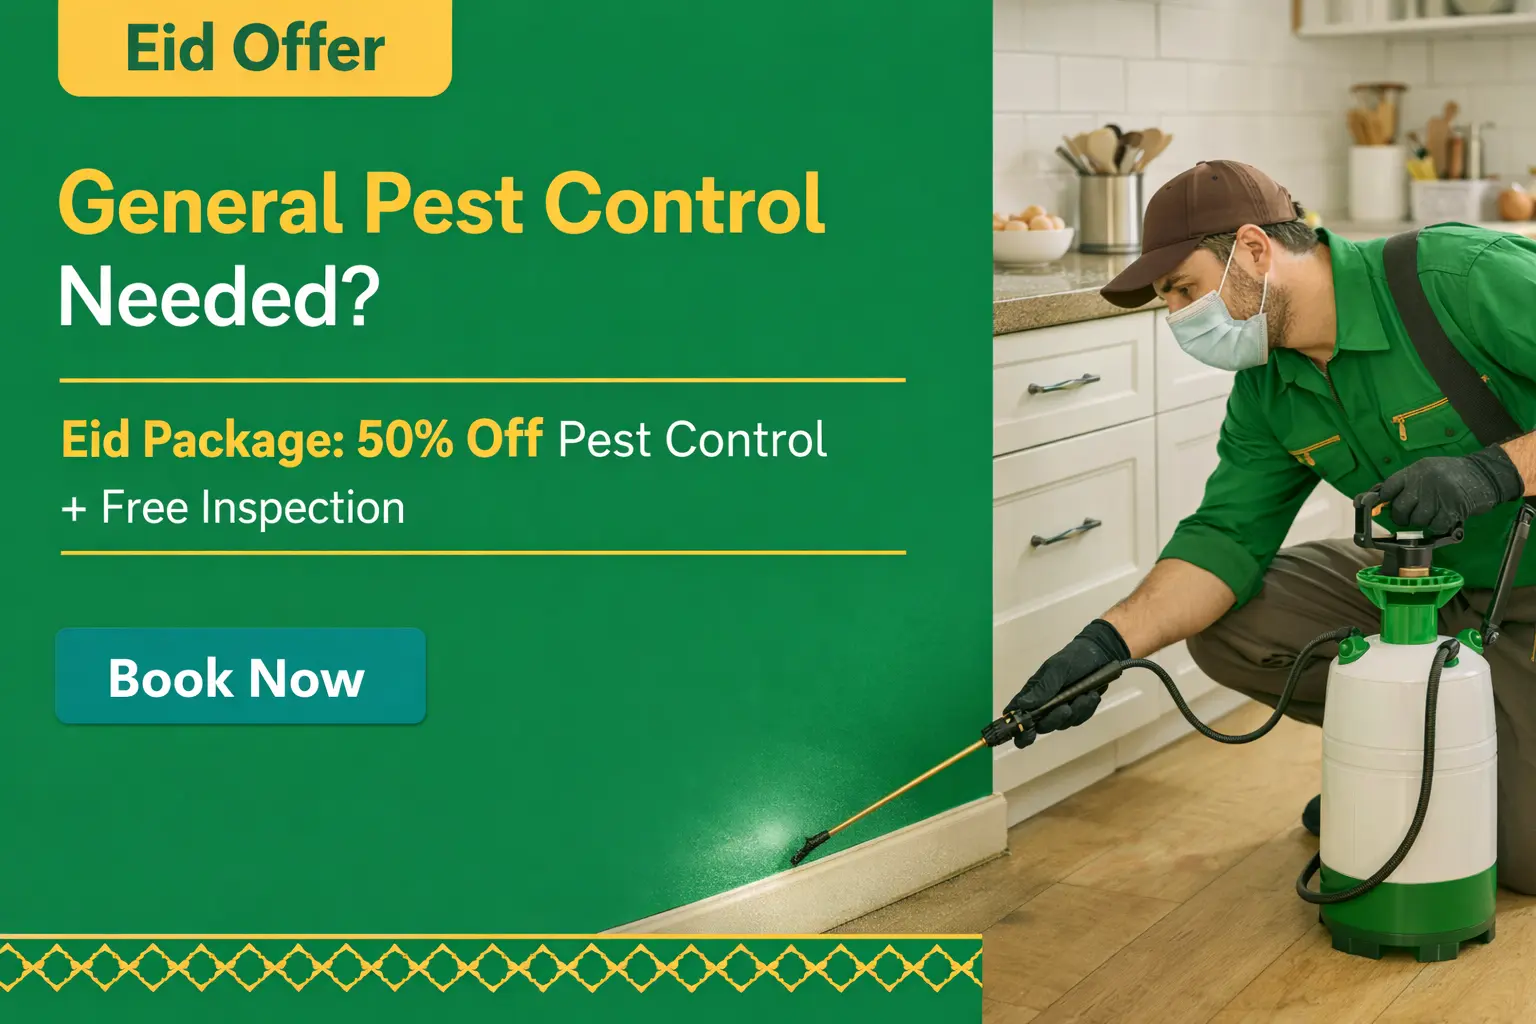 Eid Offer
General Pest Control
Needed?
Eid Package: 50% Off Pest Control
+ Free Inspection
Book Now